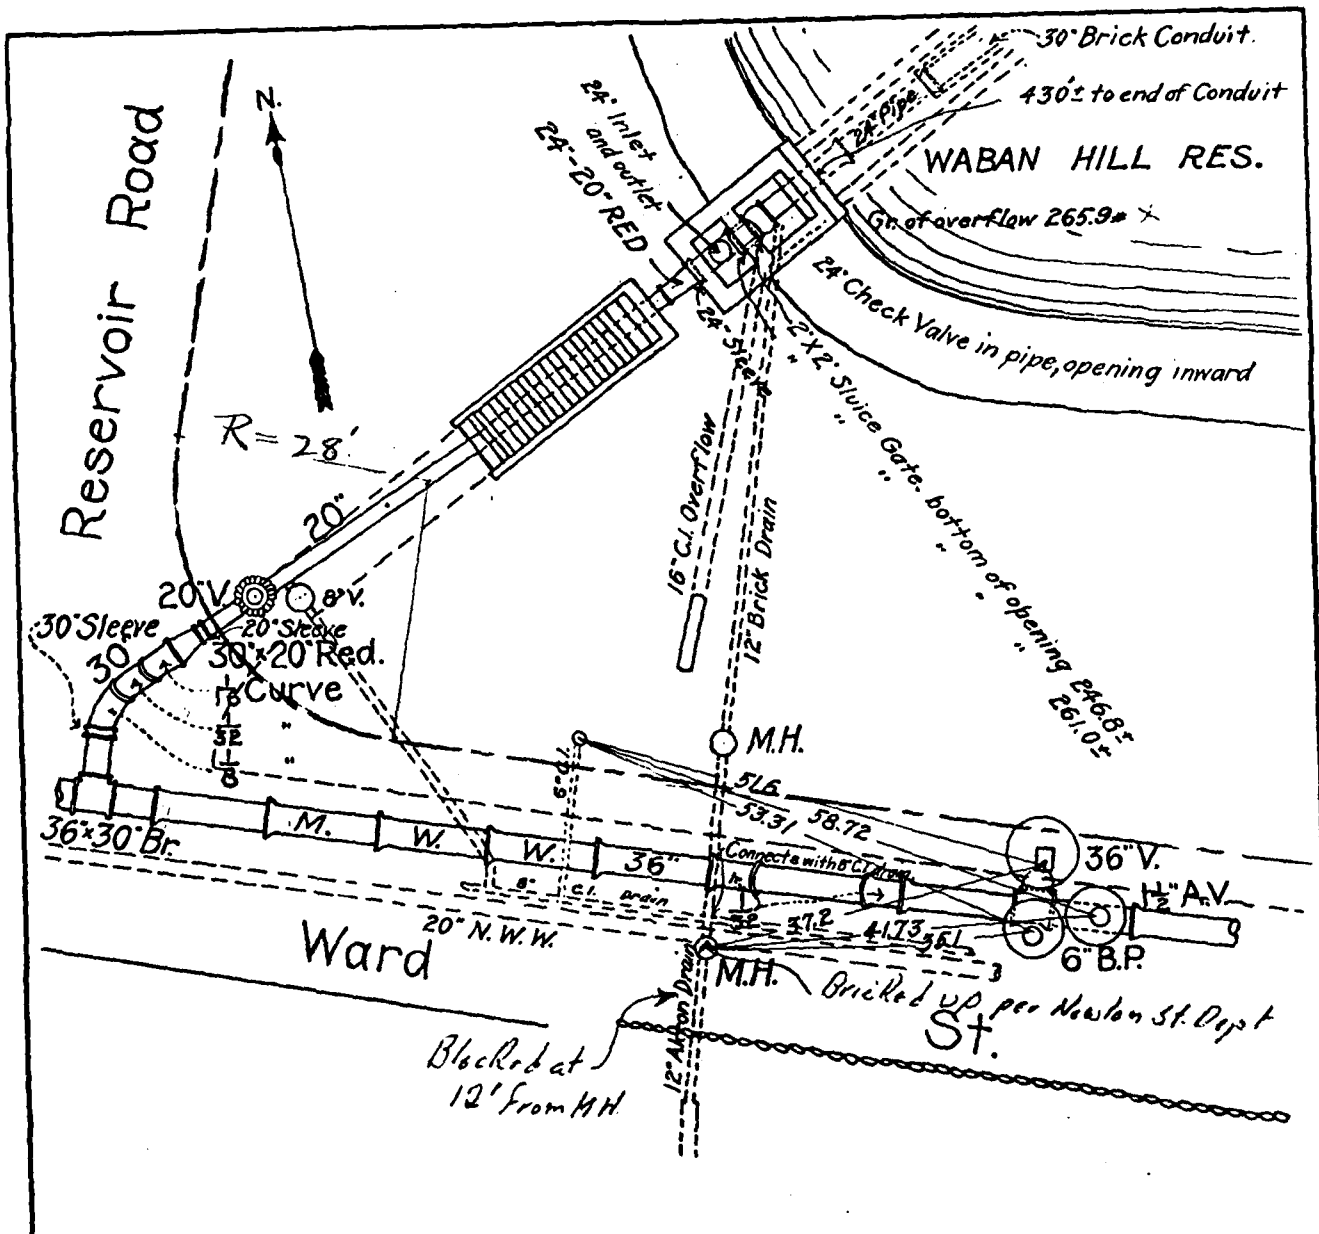 30" Brick Conduit.
430'± to end of Conduit
24" Pipe
WABAN HILL RES.
Gr. of overflow 265.9±
N.
Reservoir Road
24" Inlet
and outlet
24"-20" RED
24" Sleeve
24" Check Valve in pipe, opening inward
2'X2' Sluice Gate. bottom of opening 246.8±
" " " " " " 261.0±
R = 28'
20"
16" C.I. Overflow
12" Brick Drain
20" V.
8" V.
30" Sleeve
20" Sleeve
30"
30"x20" Red.
Curve
"
"
M.H.
6" C.I.
51.6
53.31
58.72
36"x30" Br.
M.
W.
W.
36"
Connects with 8" C.I. drain
36" V.
1½" A.V.
8" C.I. Drain
37.2
41.73
36.1
20" N.W.W.
Ward
St.
M.H.
6" B.P.
Bricked up per Newton St. Dept
12" Akron Drain
Blocked at
12' from MH